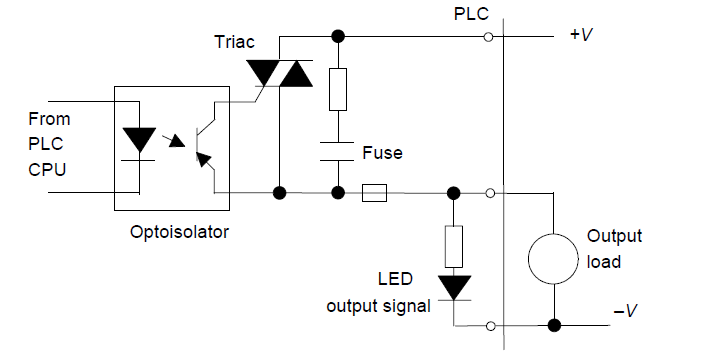 PLC
+V
Triac
From
PLC
CPU
Fuse
Optoisolator
Output
load
LED
output signal
–V